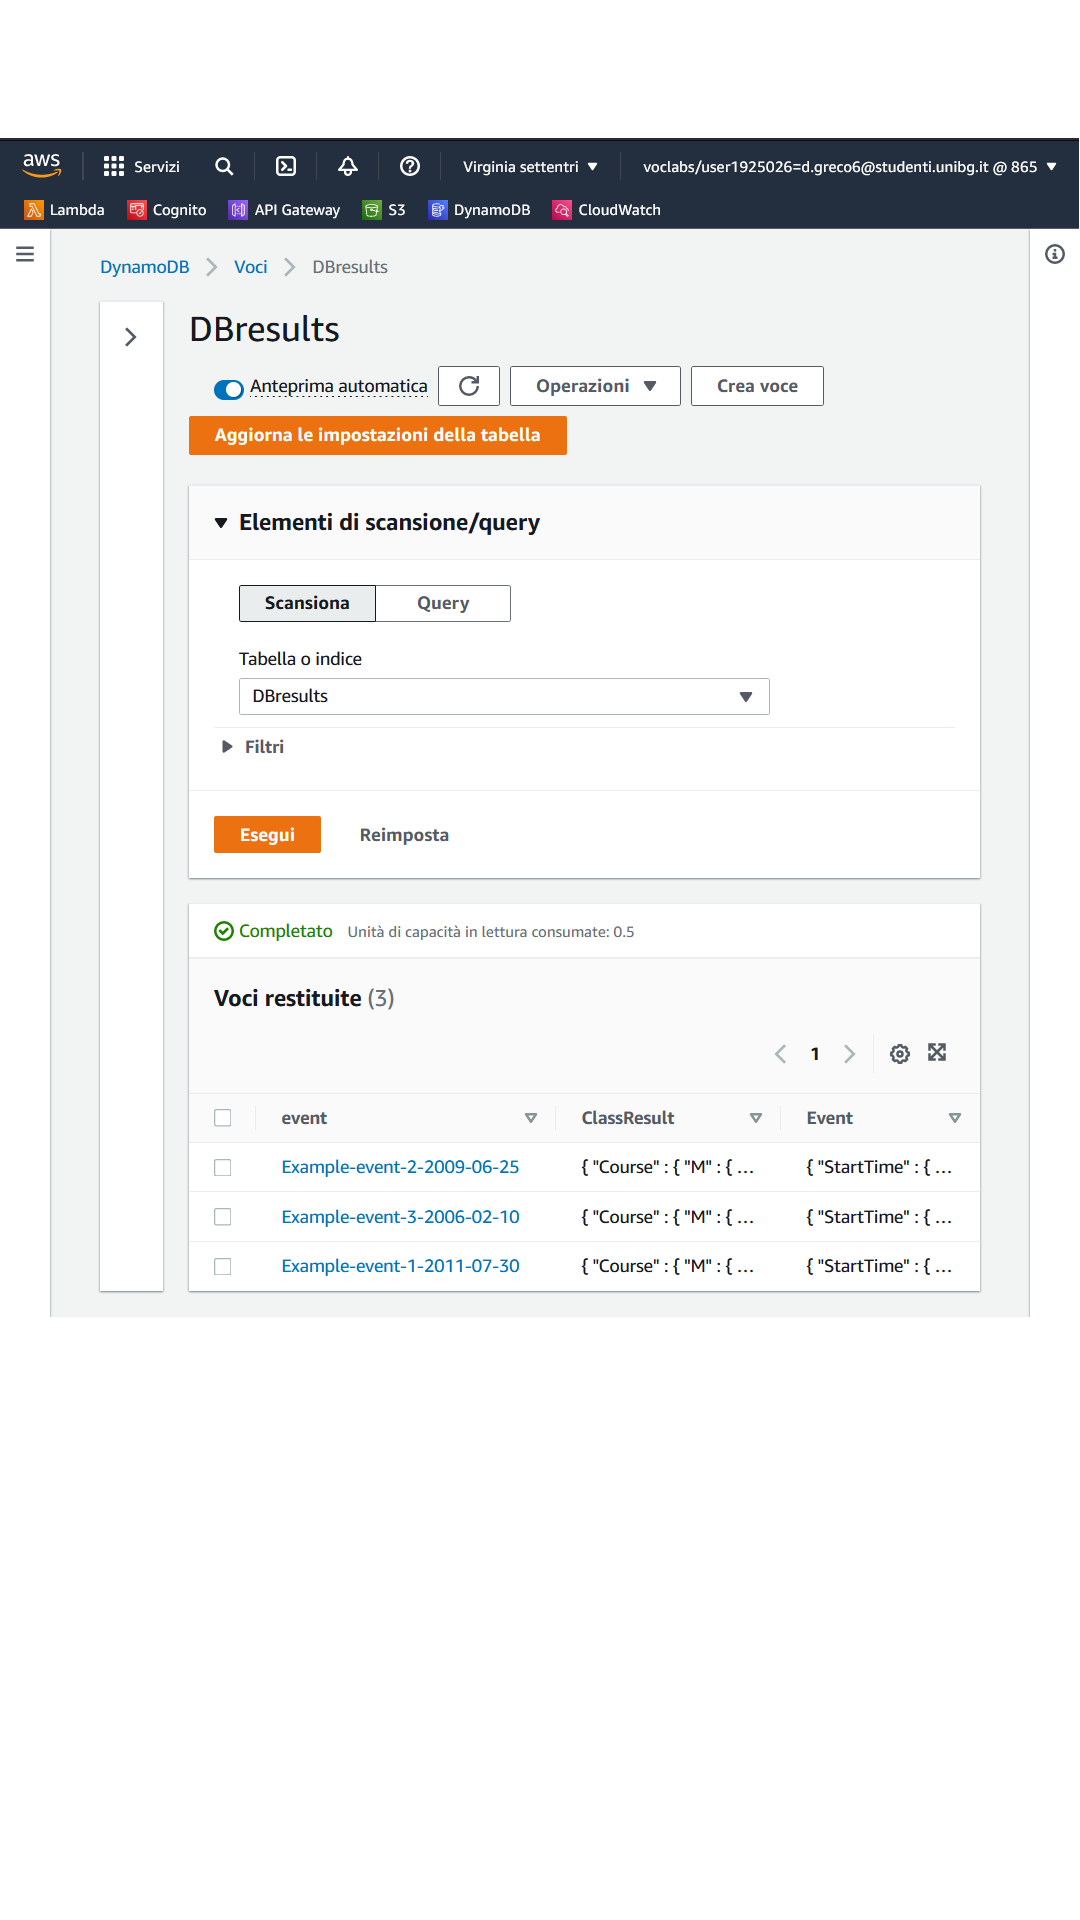 aws Servizi Virginia settentri voclabs/user1925026=d.greco6@studenti.unibg.it @ 865
Lambda Cognito API Gateway S3 DynamoDB CloudWatch
DynamoDB Voci DBresults
DBresults
Anteprima automatica Operazioni Crea voce
Aggiorna le impostazioni della tabella
Elementi di scansione/query
Scansiona Query
Tabella o indice
DBresults
Filtri
Esegui Reimposta
Completato Unità di capacità in lettura consumate: 0.5
Voci restituite (3)
1
event ClassResult Event
Example-event-2-2009-06-25 { "Course" : { "M" : { ... { "StartTime" : { ...
Example-event-3-2006-02-10 { "Course" : { "M" : { ... { "StartTime" : { ...
Example-event-1-2011-07-30 { "Course" : { "M" : { ... { "StartTime" : { ...